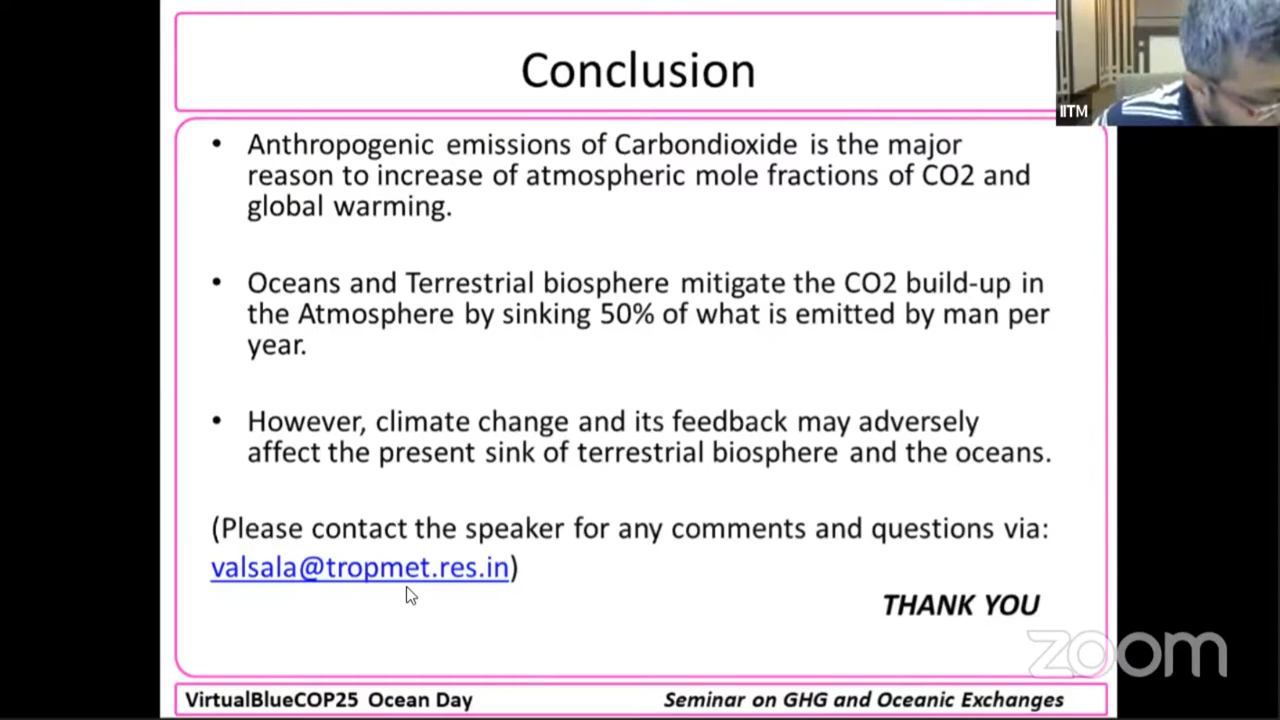 Conclusion
IITM
• Anthropogenic emissions of Carbondioxide is the major
reason to increase of atmospheric mole fractions of CO2 and
global warming.
• Oceans and Terrestrial biosphere mitigate the CO2 build-up in
the Atmosphere by sinking 50% of what is emitted by man per
year.
• However, climate change and its feedback may adversely
affect the present sink of terrestrial biosphere and the oceans.
(Please contact the speaker for any comments and questions via:
valsala@tropmet.res.in)
THANK YOU
zoom
VirtualBlueCOP25 Ocean Day
Seminar on GHG and Oceanic Exchanges